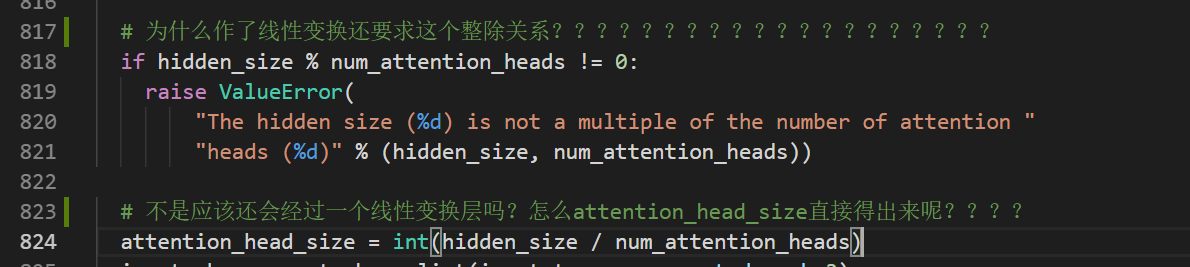 816
817 # 为什么作了线性变换还要求这个整除关系？？？？？？？？？？？？？？？？？？？
818 if hidden_size % num_attention_heads != 0:
819 raise ValueError(
820 "The hidden size (%d) is not a multiple of the number of attention "
821 "heads (%d)" % (hidden_size, num_attention_heads))
822
823 # 不是应该还会经过一个线性变换层吗？怎么attention_head_size直接得出来呢？？？？
824 attention_head_size = int(hidden_size / num_attention_heads)